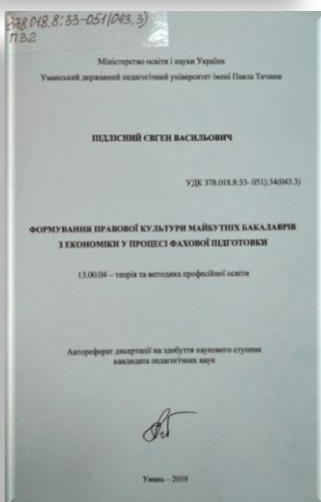 378.018.8:33-051(043.3)
П32
Міністерство освіти і науки України
Уманський державний педагогічний університет імені Павла Тичини
ПІДЛІСНИЙ ЄВГЕН ВАСИЛЬОВИЧ
УДК 378.018.8:33- 051):34(043.3)
ФОРМУВАННЯ ПРАВОВОЇ КУЛЬТУРИ МАЙБУТНІХ БАКАЛАВРІВ
З ЕКОНОМІКИ У ПРОЦЕСІ ФАХОВОЇ ПІДГОТОВКИ
13.00.04 – теорія та методика професійної освіти
Автореферат дисертації на здобуття наукового ступеня
кандидата педагогічних наук
Умань – 2019